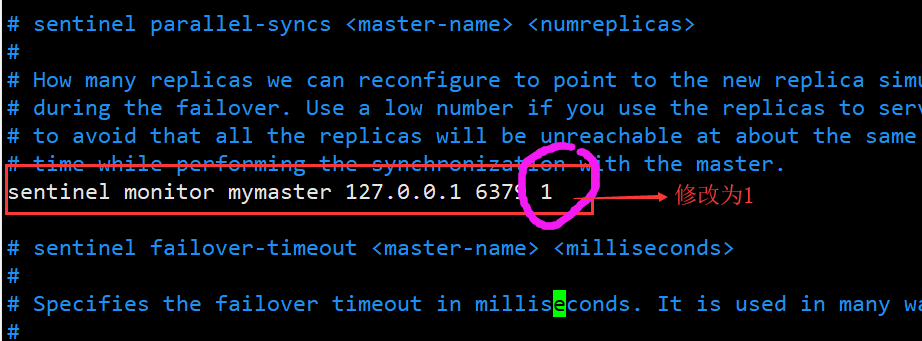 # sentinel parallel-syncs <master-name> <numreplicas>
#
# How many replicas we can reconfigure to point to the new replica simu
# during the failover. Use a low number if you use the replicas to serv
# to avoid that all the replicas will be unreachable at about the same
# time while performing the synchronization with the master.
sentinel monitor mymaster 127.0.0.1 6379 1 修改为1
# sentinel failover-timeout <master-name> <milliseconds>
#
# Specifies the failover timeout in milliseconds. It is used in many wa
#